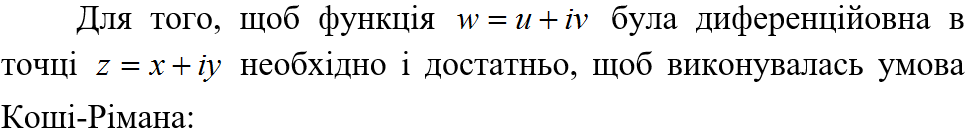 Для того, щоб функція w = u + iv була диференційовна в
точці z = x + iy необхідно і достатньо, щоб виконувалась умова
Коші-Рімана: